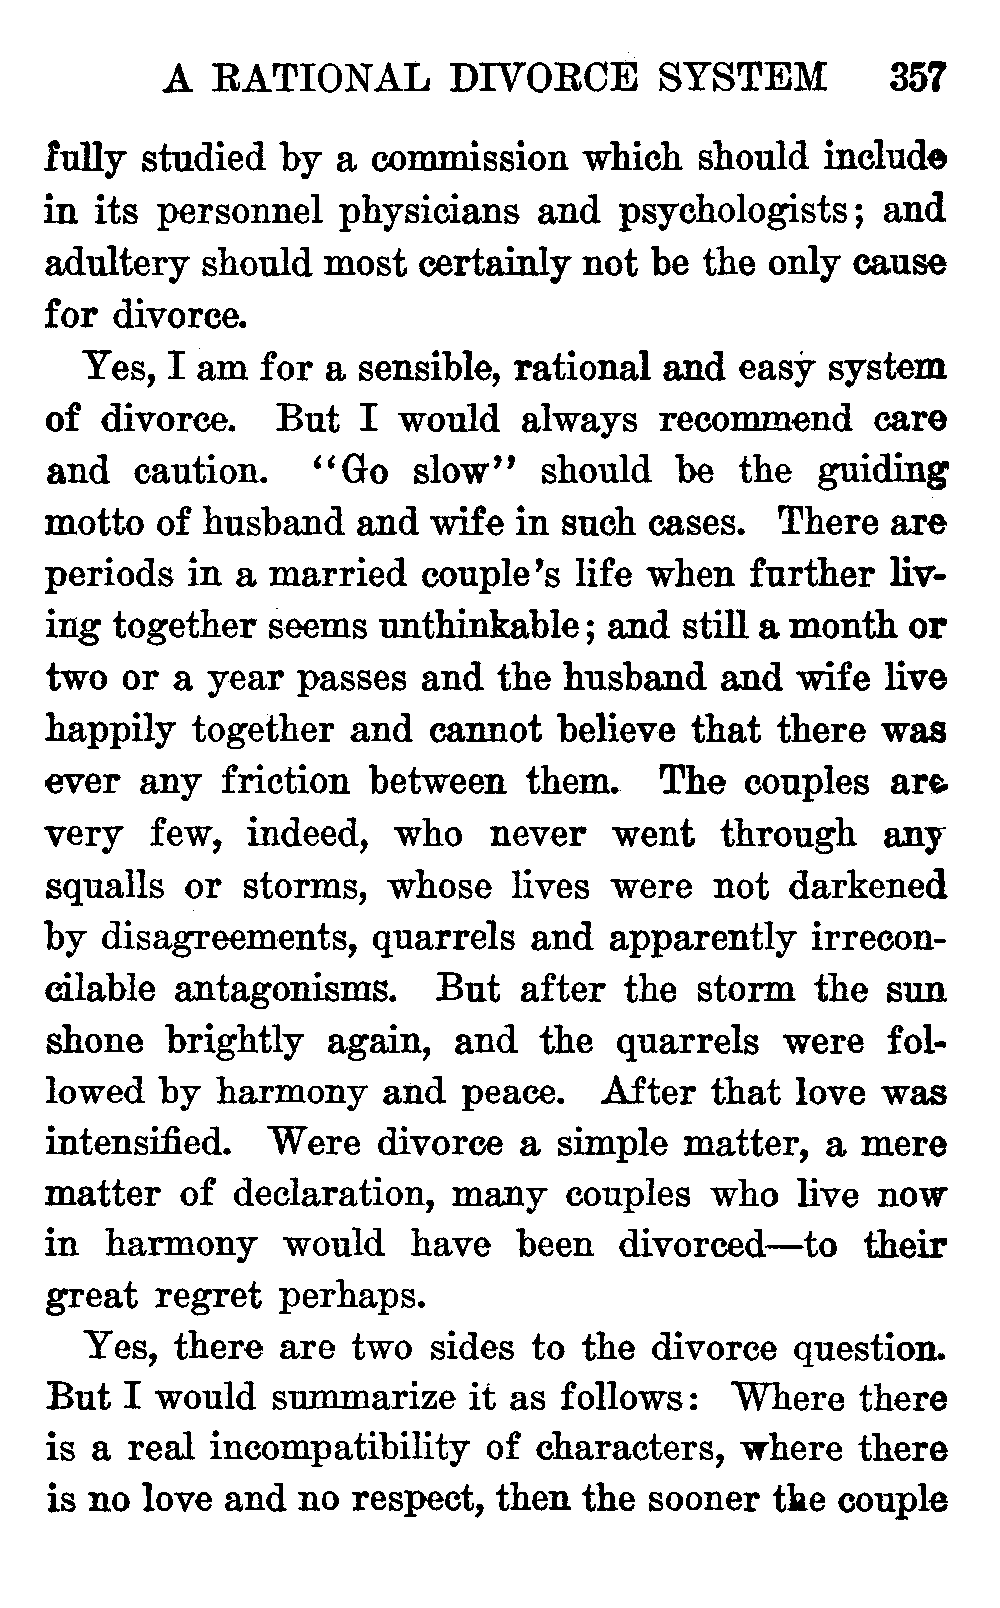 A RATIONAL DIVORCE SYSTEM 357
fully studied by a commission which should include
in its personnel physicians and psychologists; and
adultery should most certainly not be the only cause
for divorce.
Yes, I am for a sensible, rational and easy system
of divorce. But I would always recommend care
and caution. "Go slow" should be the guiding
motto of husband and wife in such cases. There are
periods in a married couple's life when further liv-
ing together seems unthinkable; and still a month or
two or a year passes and the husband and wife live
happily together and cannot believe that there was
ever any friction between them. The couples are
very few, indeed, who never went through any
squalls or storms, whose lives were not darkened
by disagreements, quarrels and apparently irrecon-
cilable antagonisms. But after the storm the sun
shone brightly again, and the quarrels were fol-
lowed by harmony and peace. After that love was
intensified. Were divorce a simple matter, a mere
matter of declaration, many couples who live now
in harmony would have been divorced—to their
great regret perhaps.
Yes, there are two sides to the divorce question.
But I would summarize it as follows: Where there
is a real incompatibility of characters, where there
is no love and no respect, then the sooner the couple